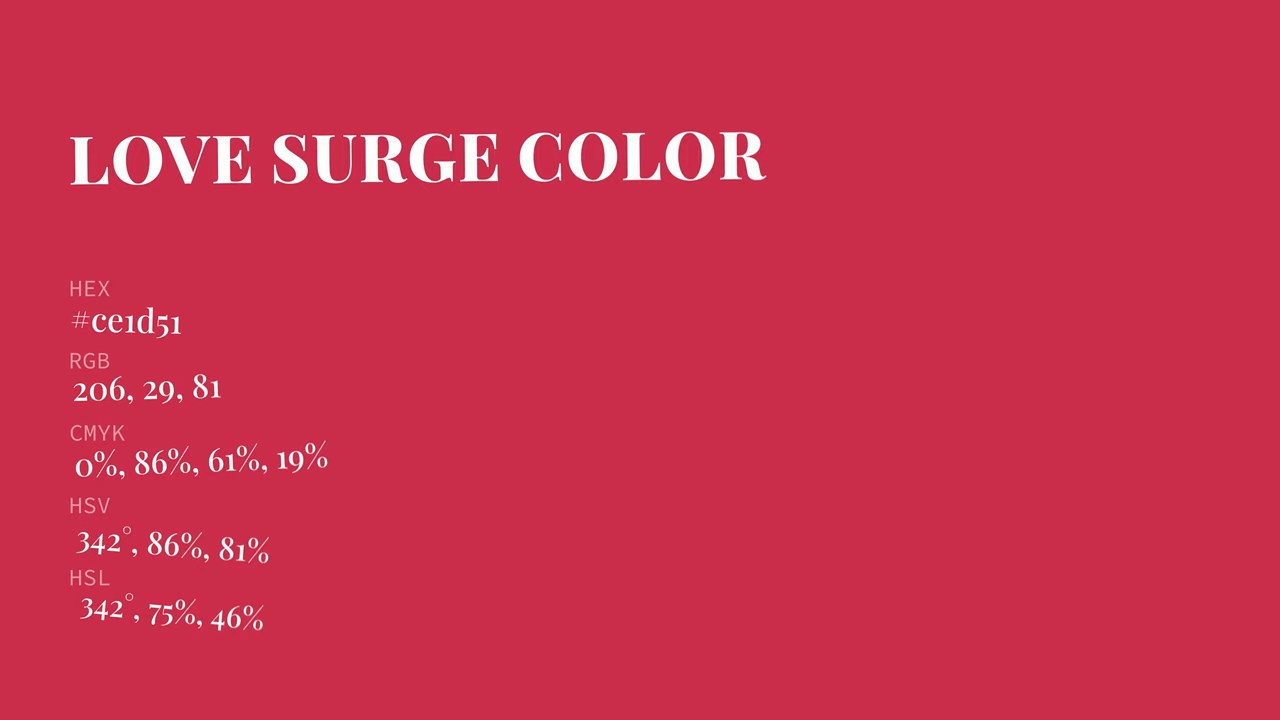 LOVE SURGE COLOR
HEX
#ce1d51
RGB
206, 29, 81
CMYK
0%, 86%, 61%, 19%
HSV
342°, 86%, 81%
HSL
342°, 75%, 46%